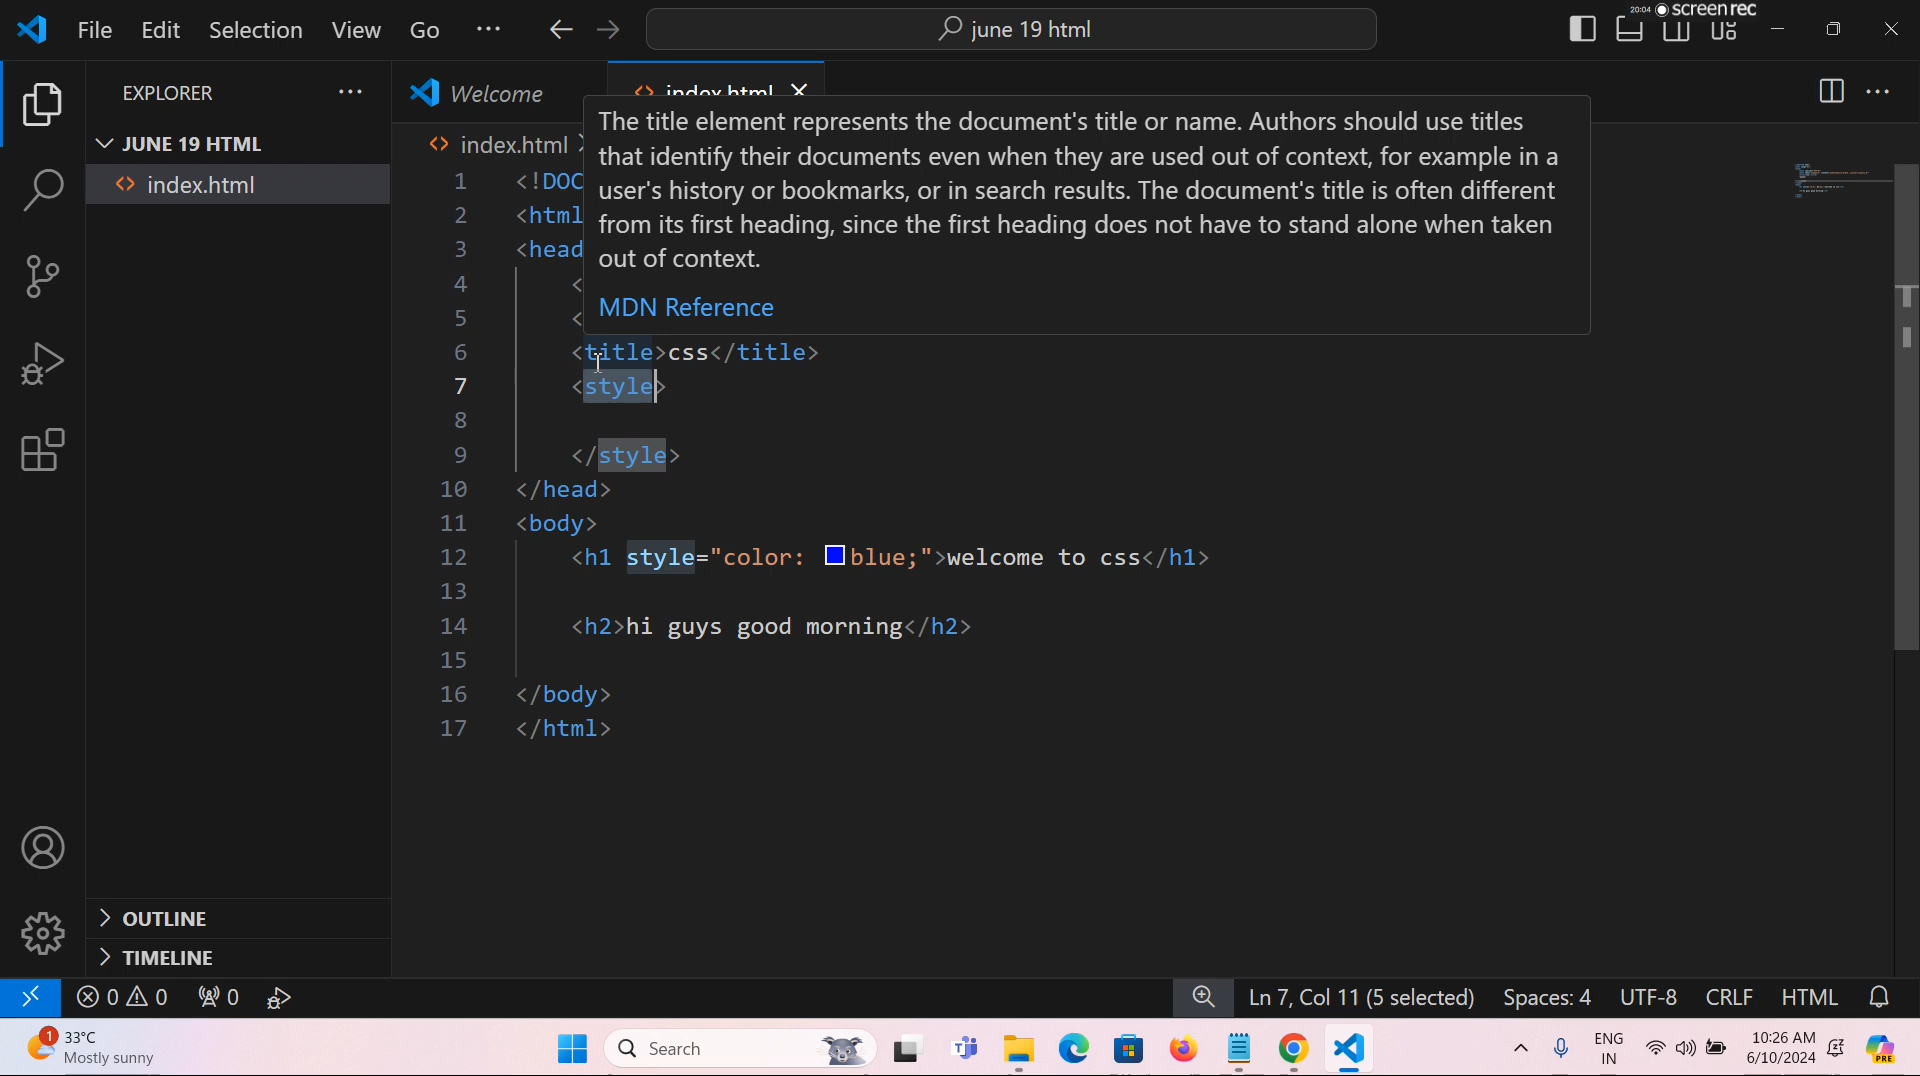 20:04 screen rec
File Edit Selection View Go ··· june 19 html
EXPLORER ···
Welcome
index.html
JUNE 19 HTML
index.html
index.html
The title element represents the document's title or name. Authors should use titles
that identify their documents even when they are used out of context, for example in a
user's history or bookmarks, or in search results. The document's title is often different
from its first heading, since the first heading does not have to stand alone when taken
out of context.
MDN Reference
1 <!DOC
2 <html
3 <head
4 <
5 <
6 <title>css</title>
7 <style>
8
9 </style>
10 </head>
11 <body>
12 <h1 style="color: blue;">welcome to css</h1>
13
14 <h2>hi guys good morning</h2>
15
16 </body>
17 </html>
OUTLINE
TIMELINE
0 0 0 Ln 7, Col 11 (5 selected) Spaces: 4 UTF-8 CRLF HTML
1 33°C
Mostly sunny
Search
ENG
IN
10:26 AM
6/10/2024
PRE